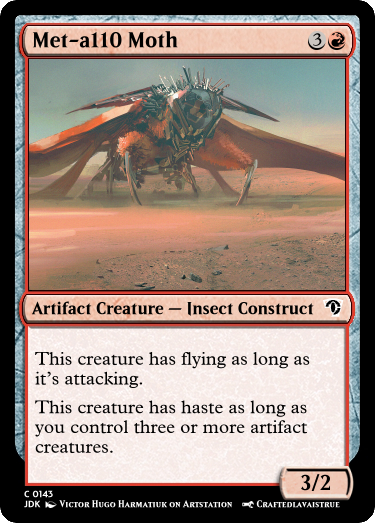 Met-a110 Moth 3
Artifact Creature — Insect Construct
This creature has flying as long as
it's attacking.
This creature has haste as long as
you control three or more artifact
creatures.
3/2
C 0143
JDK Victor Hugo Harmatiuk on Artstation Craftedlavaistrue